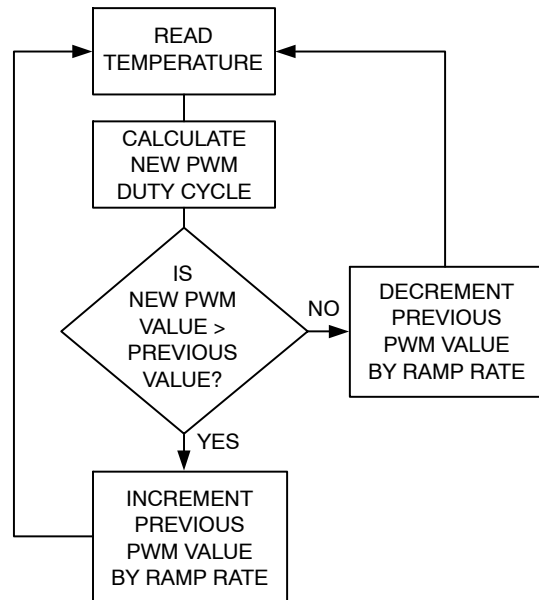 READ
TEMPERATURE
CALCULATE
NEW PWM
DUTY CYCLE
IS
NEW PWM
VALUE >
PREVIOUS
VALUE?
NO
DECREMENT
PREVIOUS
PWM VALUE
BY RAMP RATE
YES
INCREMENT
PREVIOUS
PWM VALUE
BY RAMP RATE